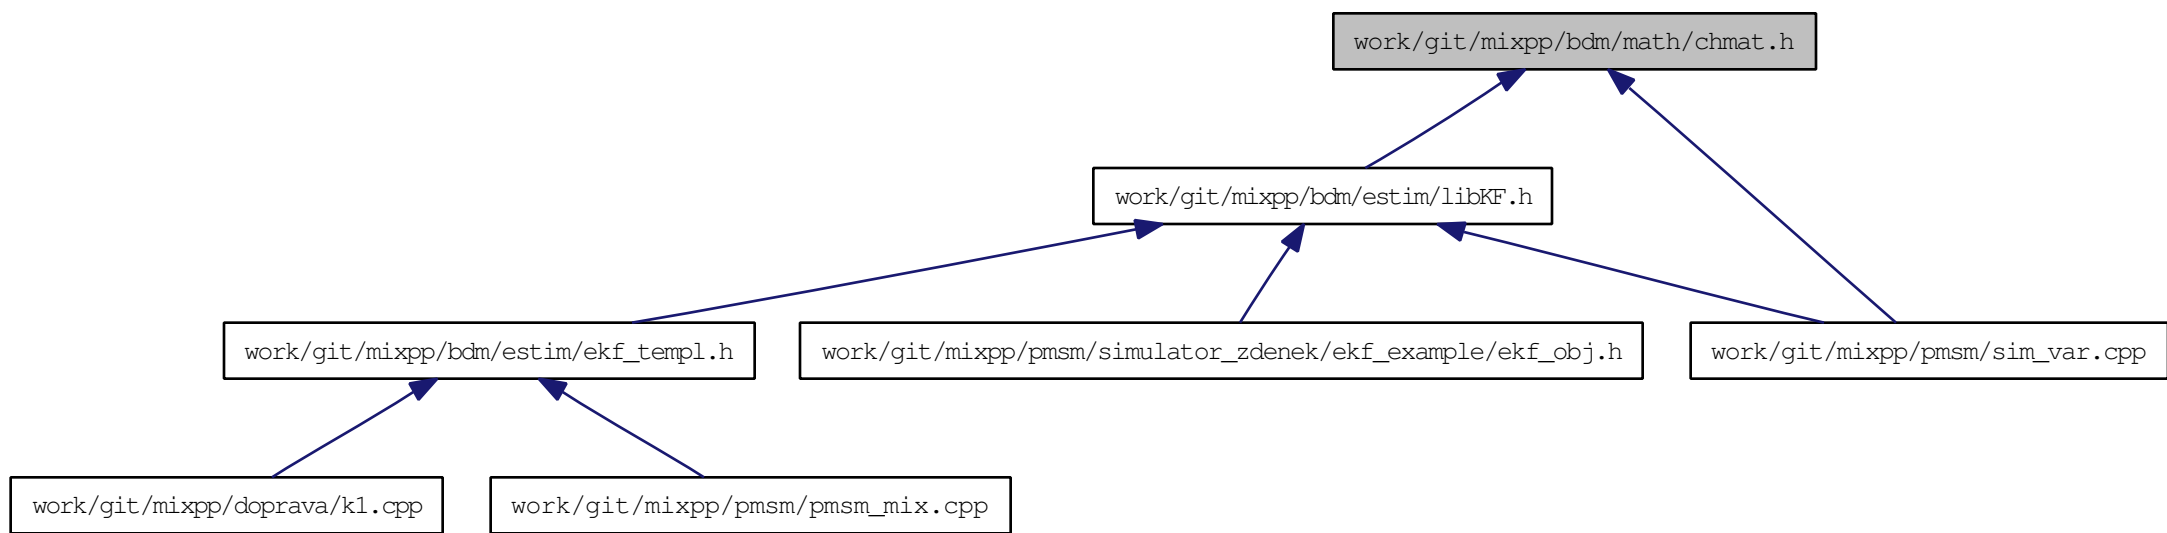 work/git/mixpp/bdm/math/chmat.h
work/git/mixpp/bdm/estim/libKF.h
work/git/mixpp/bdm/estim/ekf_templ.h
work/git/mixpp/pmsm/simulator_zdenek/ekf_example/ekf_obj.h
work/git/mixpp/pmsm/sim_var.cpp
work/git/mixpp/doprava/k1.cpp
work/git/mixpp/pmsm/pmsm_mix.cpp